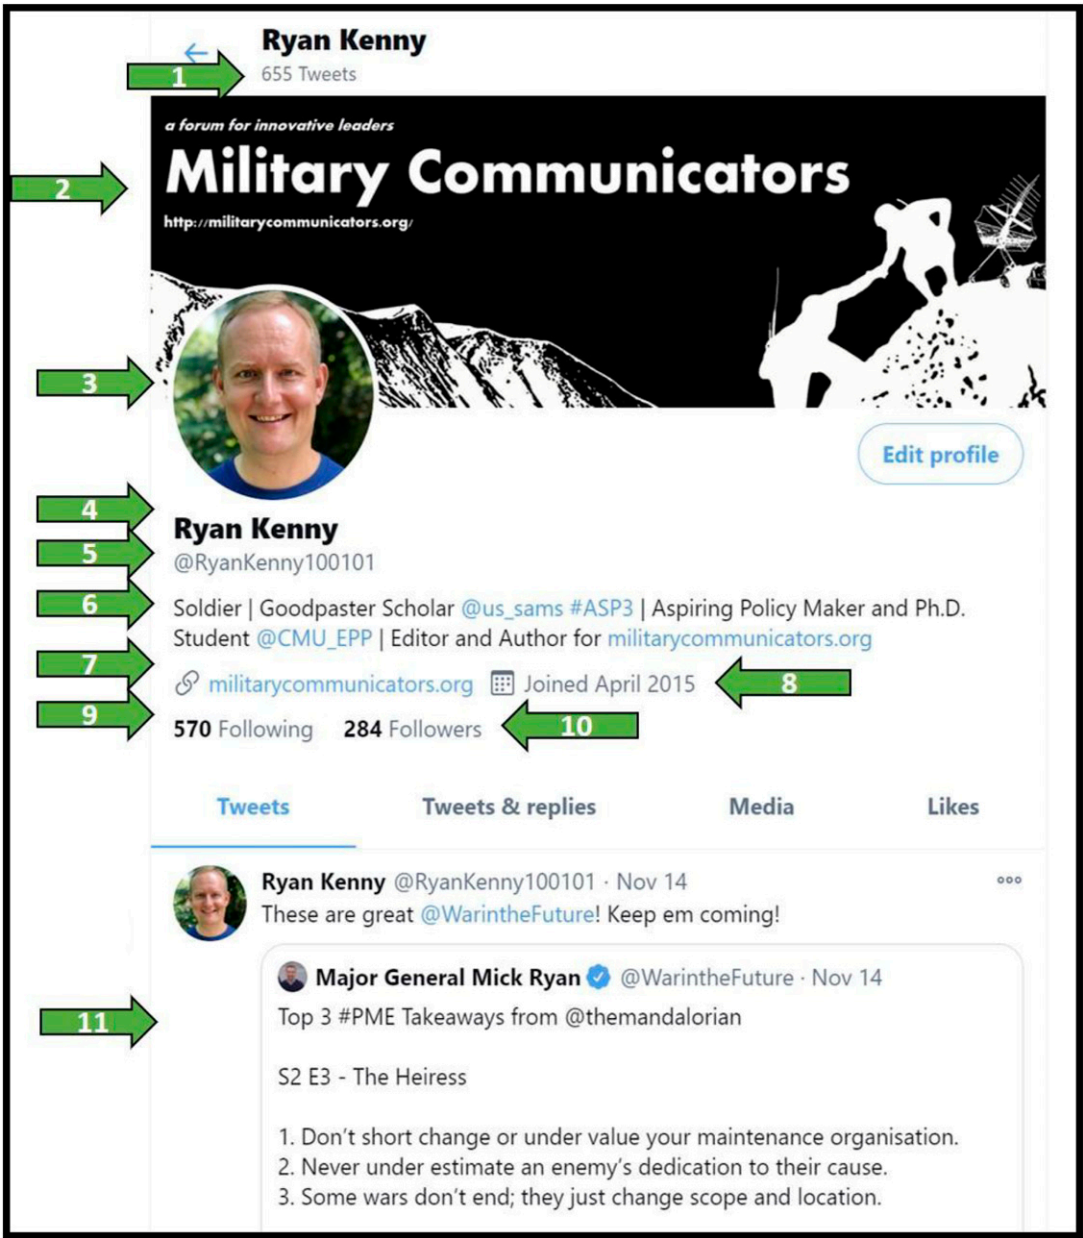 Ryan Kenny
1
655 Tweets
a forum for innovative leaders
Military Communicators
2
http://militarycommunicators.org/
3
Edit profile
4
Ryan Kenny
5
@RyanKenny100101
6
Soldier | Goodpaster Scholar @us_sams #ASP3 | Aspiring Policy Maker and Ph.D.
Student @CMU_EPP | Editor and Author for militarycommunicators.org
7
militarycommunicators.org Joined April 2015 8
9
570 Following 284 Followers 10
Tweets Tweets & replies Media Likes
Ryan Kenny @RyanKenny100101 · Nov 14
These are great @WarintheFuture! Keep em coming!
Major General Mick Ryan @WarintheFuture · Nov 14
11
Top 3 #PME Takeaways from @themandalorian
S2 E3 - The Heiress
1. Don't short change or under value your maintenance organisation.
2. Never under estimate an enemy's dedication to their cause.
3. Some wars don't end; they just change scope and location.